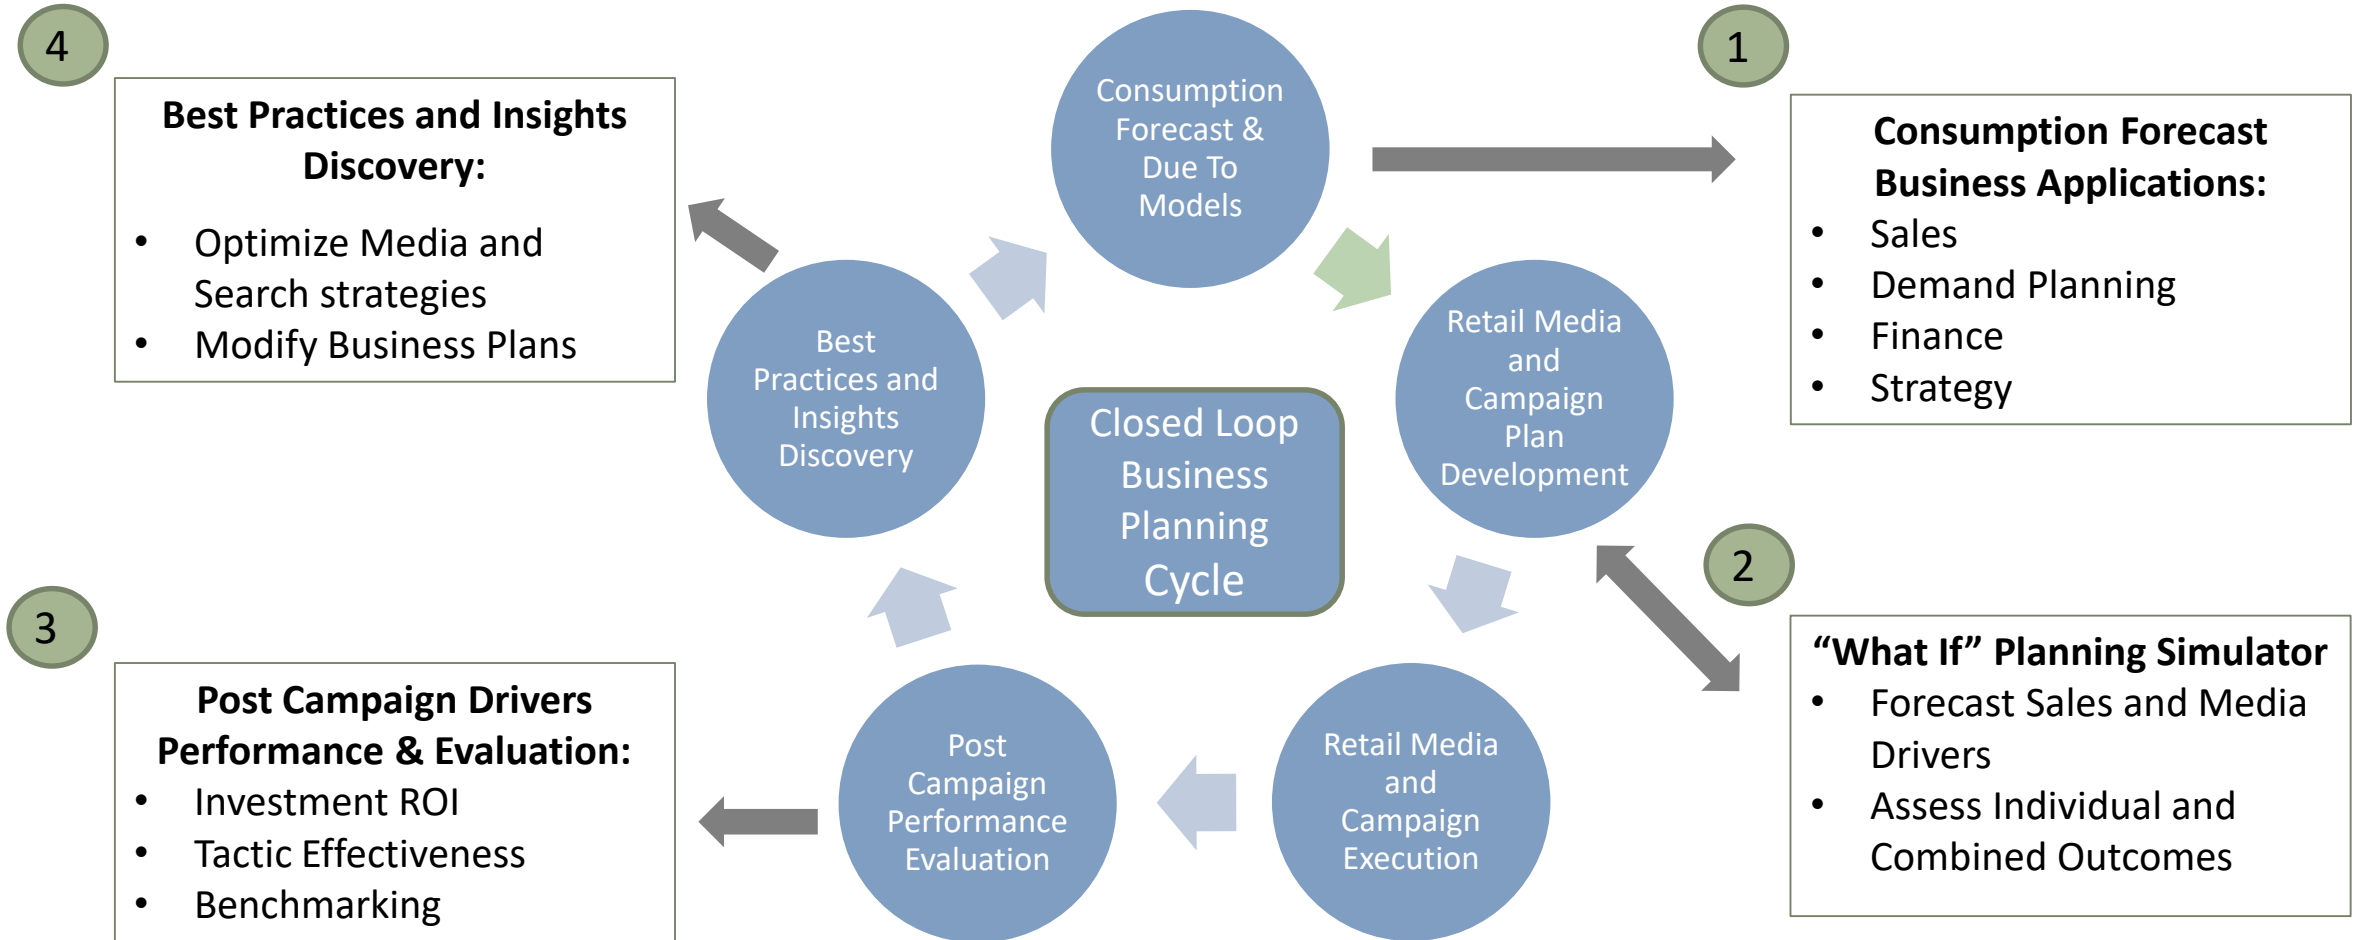 4
Best Practices and Insights
Discovery:
• Optimize Media and
Search strategies
• Modify Business Plans
Consumption
Forecast &
Due To
Models
1
Consumption Forecast
Business Applications:
• Sales
• Demand Planning
• Finance
• Strategy
Best
Practices and
Insights
Discovery
Closed Loop
Business
Planning
Cycle
Retail Media
and
Campaign
Plan
Development
2
“What If” Planning Simulator
• Forecast Sales and Media
Drivers
• Assess Individual and
Combined Outcomes
3
Post Campaign Drivers
Performance & Evaluation:
• Investment ROI
• Tactic Effectiveness
• Benchmarking
Post
Campaign
Performance
Evaluation
Retail Media
and
Campaign
Execution